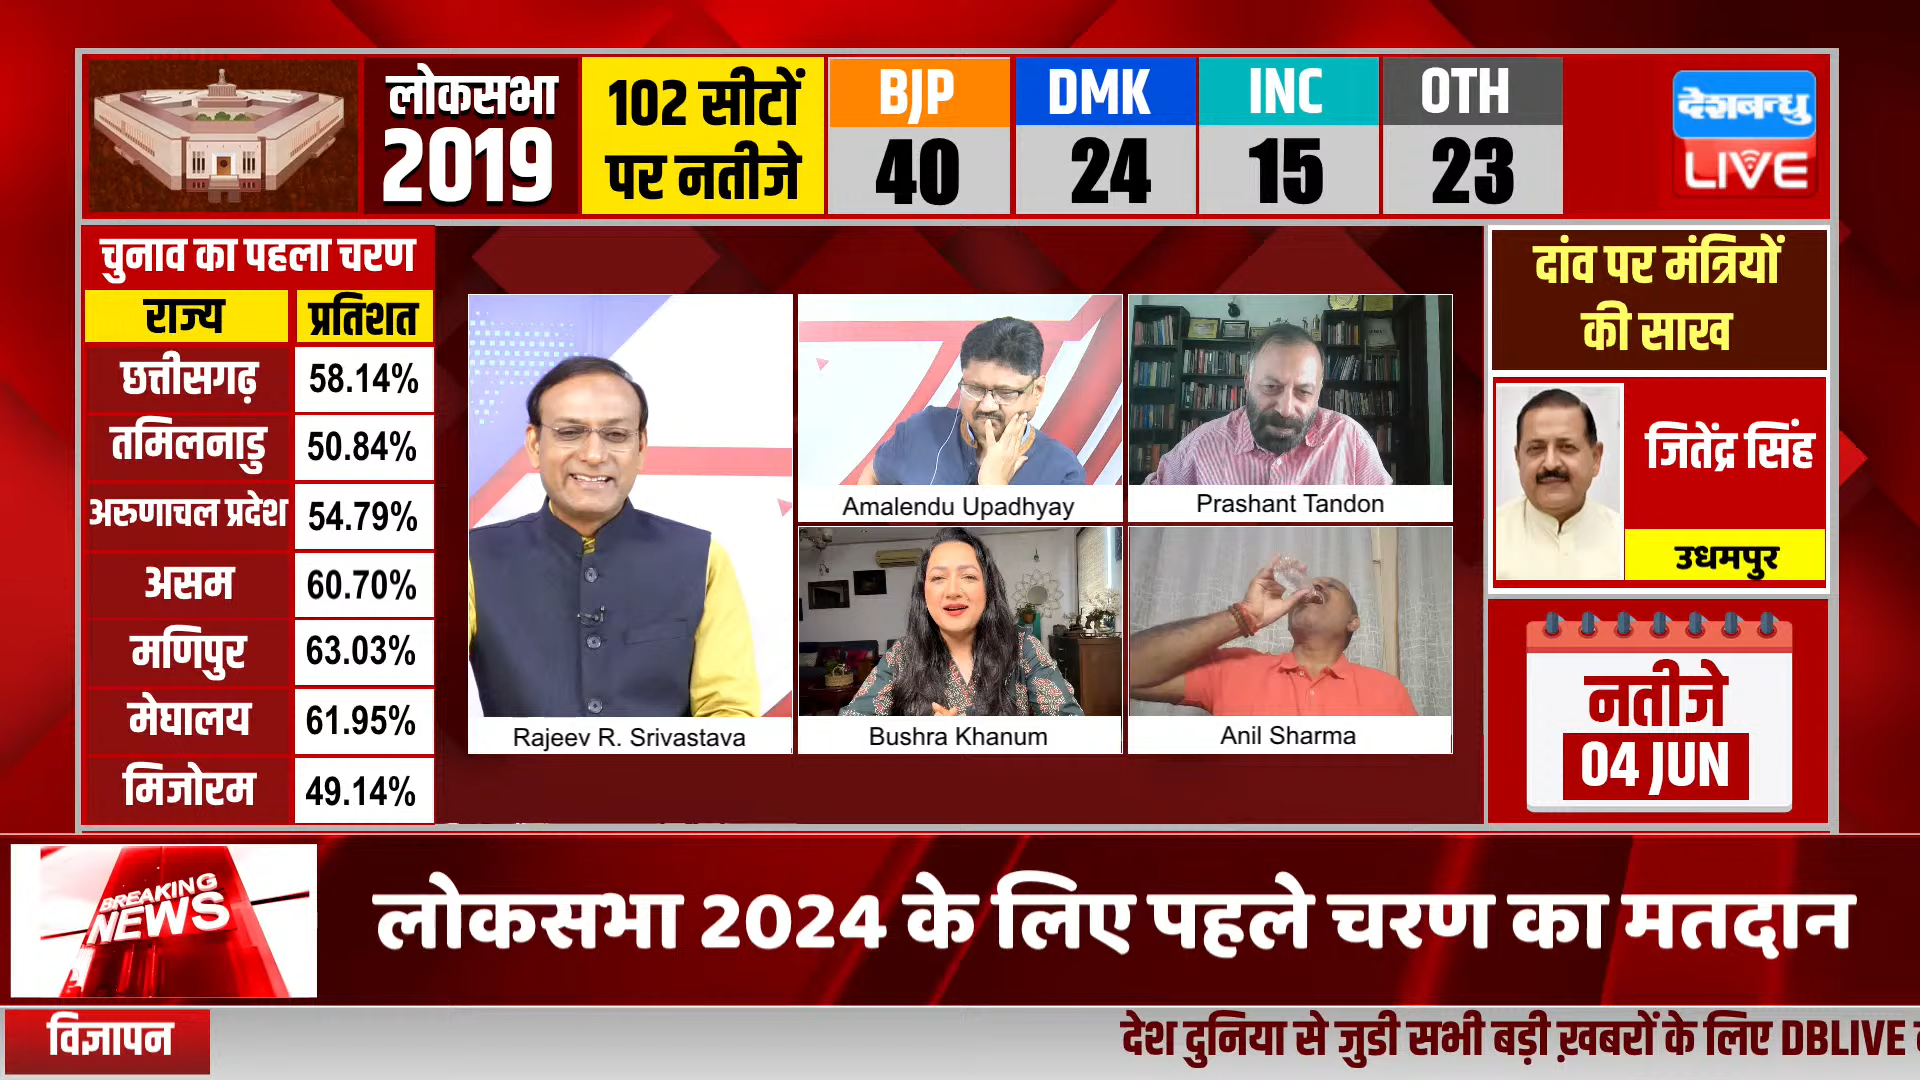 लोकसभा
2019
102 सीटों
पर नतीजे
BJP
40
DMK
24
INC
15
OTH
23
देशबन्धु
LIVE
चुनाव का पहला चरण
राज्य प्रतिशत
छत्तीसगढ़ 58.14%
तमिलनाडु 50.84%
अरुणाचल प्रदेश 54.79%
असम 60.70%
मणिपुर 63.03%
मेघालय 61.95%
मिजोरम 49.14%
Rajeev R. Srivastava
Amalendu Upadhyay
Prashant Tandon
Bushra Khanum
Anil Sharma
दांव पर मंत्रियों
की साख
जितेंद्र सिंह
उधमपुर
नतीजे
04 JUN
BREAKING
NEWS
लोकसभा 2024 के लिए पहले चरण का मतदान
विज्ञापन
देश दुनिया से जुडी सभी बड़ी ख़बरों के लिए DBLIVE